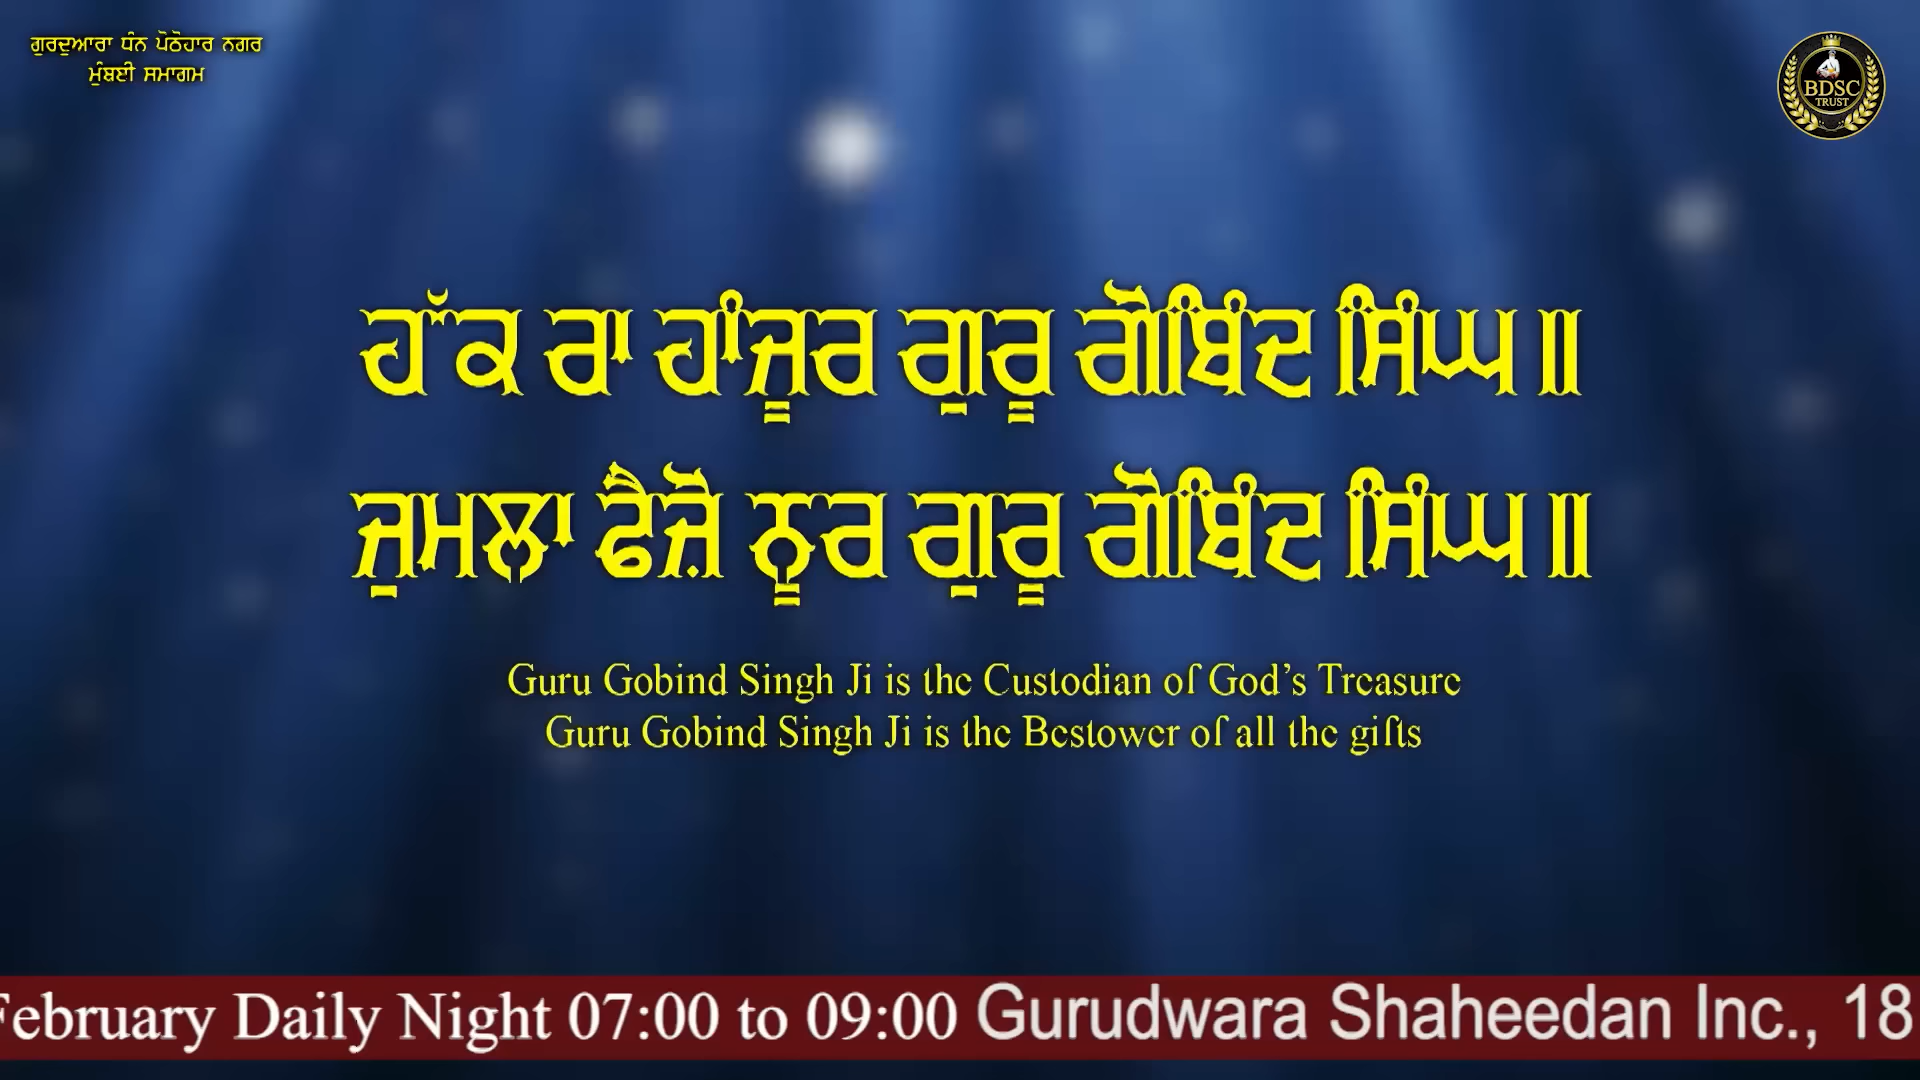 ਗੁਰਦੁਆਰਾ ਧੰਨ ਪੋਠੋਹਾਰ ਨਗਰ
ਮੁੰਬਈ ਸਮਾਗਮ
BDSC
TRUST
ਹੱਕ ਰਾ ਹਾਂਜੂਰ ਗੁਰੂ ਗੋਬਿੰਦ ਸਿੰਘ॥
ਜੁਮਲਾ ਫੈਜ਼ੋ ਨੂਰ ਗੁਰੂ ਗੋਬਿੰਦ ਸਿੰਘ॥
Guru Gobind Singh Ji is the Custodian of God’s Treasure
Guru Gobind Singh Ji is the Bestower of all the gifts
February Daily Night 07:00 to 09:00 Gurudwara Shaheedan Inc., 18